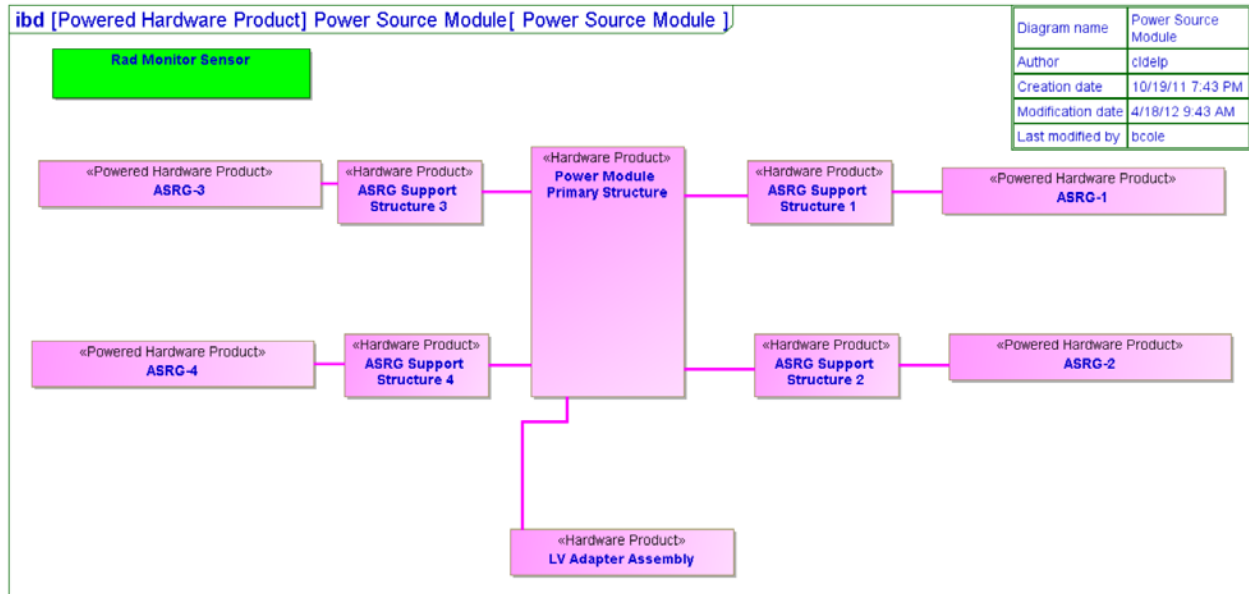 ibd [Powered Hardware Product] Power Source Module[ Power Source Module ]
Diagram name
Power Source
Module
Author
cldelp
Creation date
10/19/11 7:43 PM
Modification date
4/18/12 9:43 AM
Last modified by
bcole
Rad Monitor Sensor
«Powered Hardware Product»
ASRG-3
«Hardware Product»
ASRG Support
Structure 3
«Hardware Product»
Power Module
Primary Structure
«Hardware Product»
ASRG Support
Structure 1
«Powered Hardware Product»
ASRG-1
«Powered Hardware Product»
ASRG-4
«Hardware Product»
ASRG Support
Structure 4
«Hardware Product»
ASRG Support
Structure 2
«Powered Hardware Product»
ASRG-2
«Hardware Product»
LV Adapter Assembly